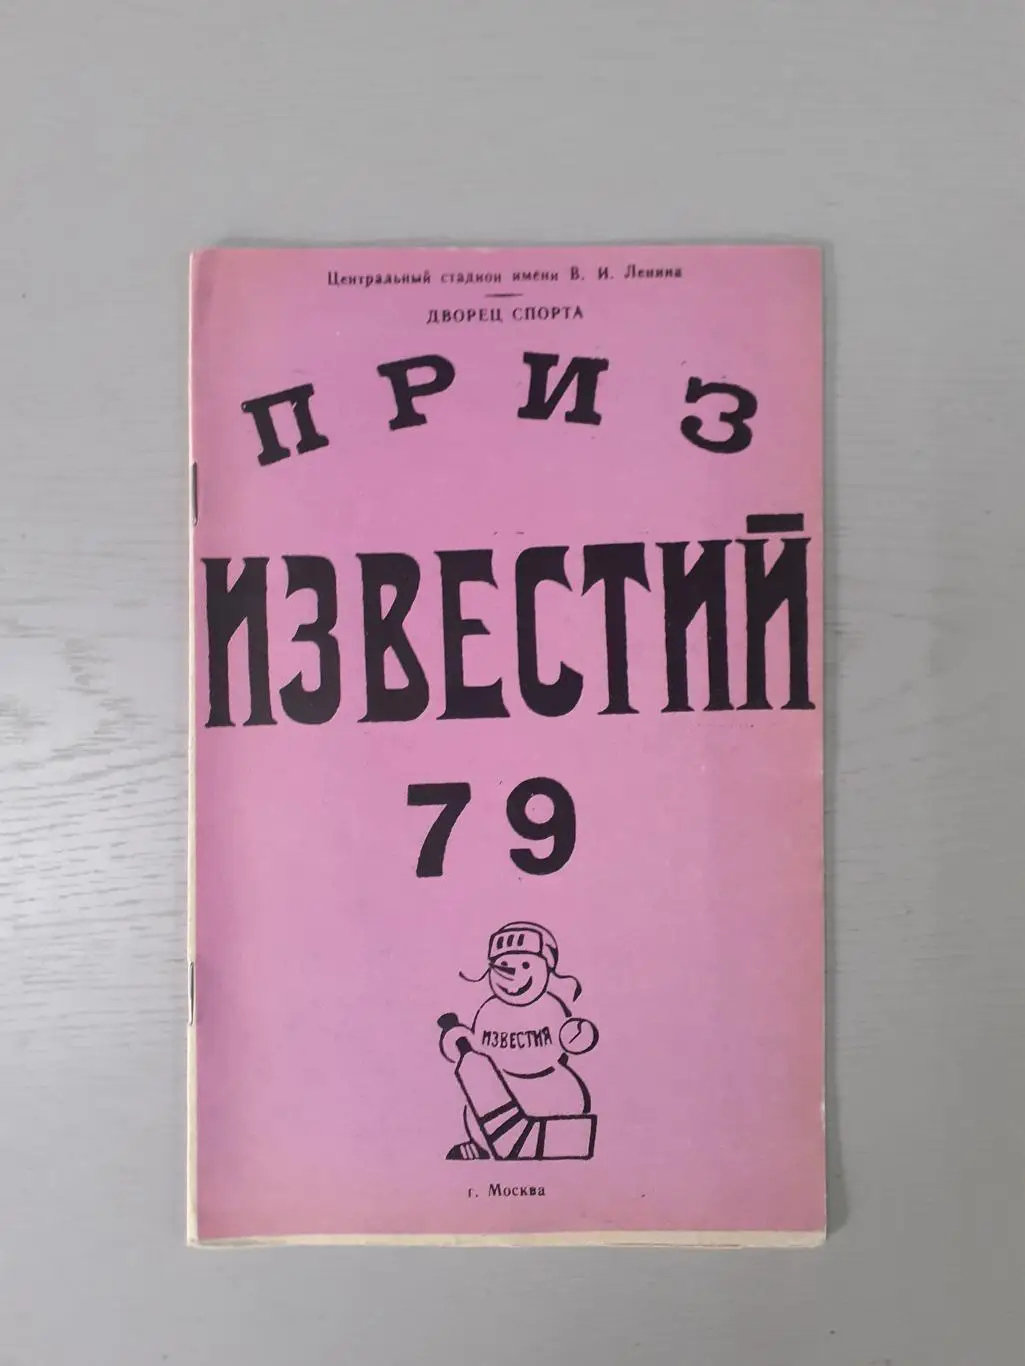 Центральный стадион имени В. И. Ленина
ДВОРЕЦ СПОРТА
ПРИЗ
ИЗВЕСТИЙ
79
ИЗВЕСТИЯ
г. Москва